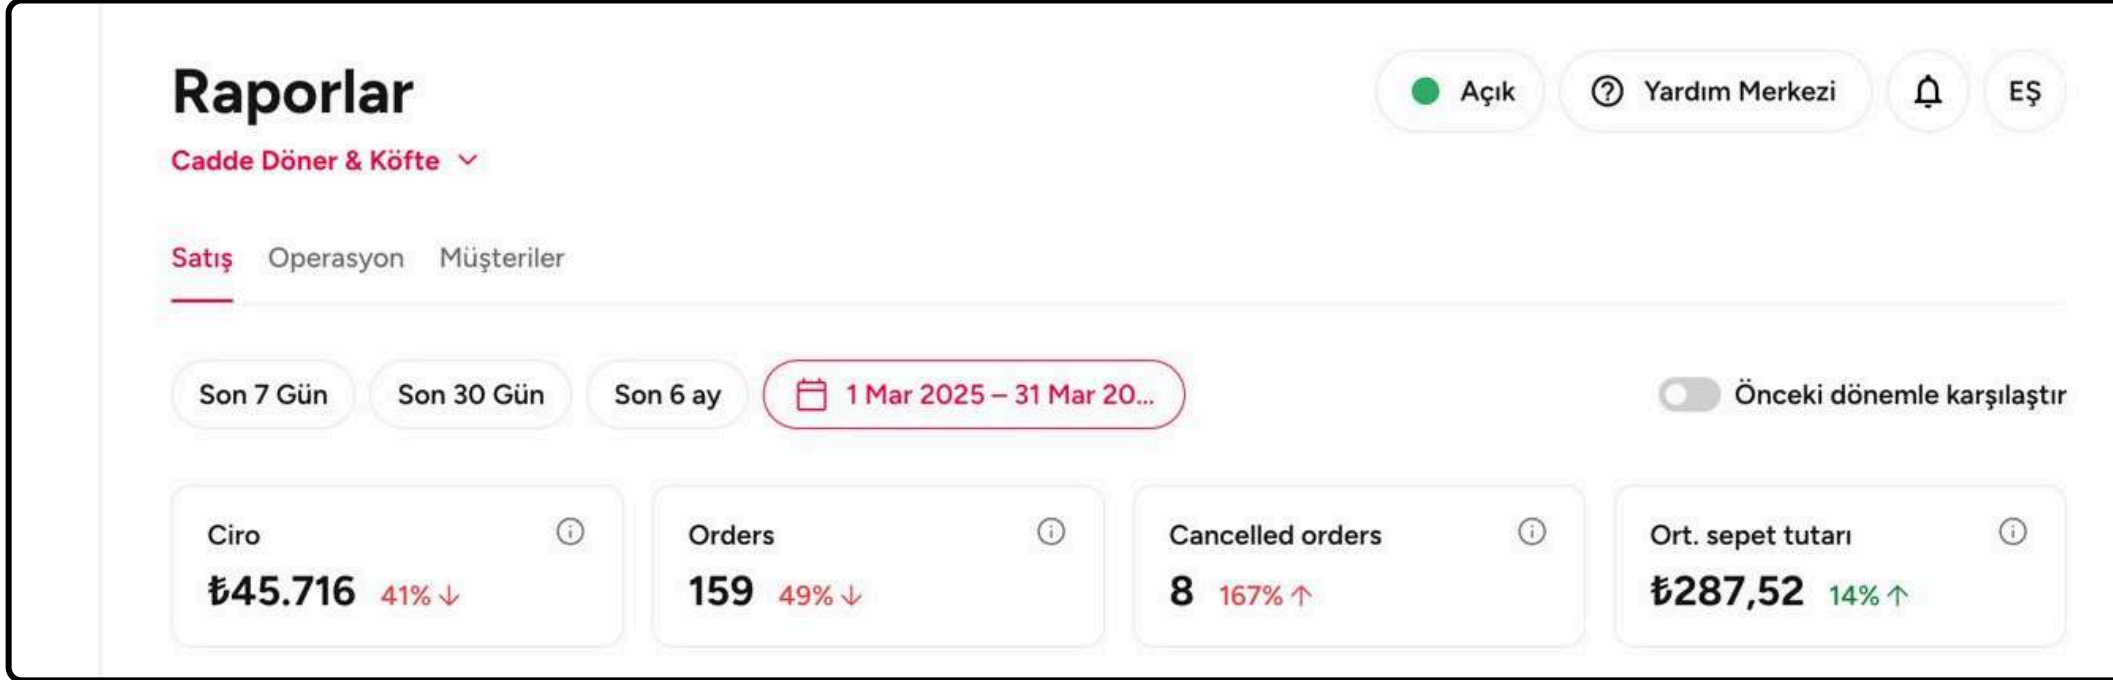 Raporlar
Açık
Yardım Merkezi
EŞ
Cadde Döner & Köfte
Satış Operasyon Müşteriler
Son 7 Gün Son 30 Gün Son 6 ay 1 Mar 2025 – 31 Mar 20... Önceki dönemle karşılaştır
Ciro
₺45.716 41% ↓
Orders
159 49% ↓
Cancelled orders
8 167% ↑
Ort. sepet tutarı
₺287,52 14% ↑